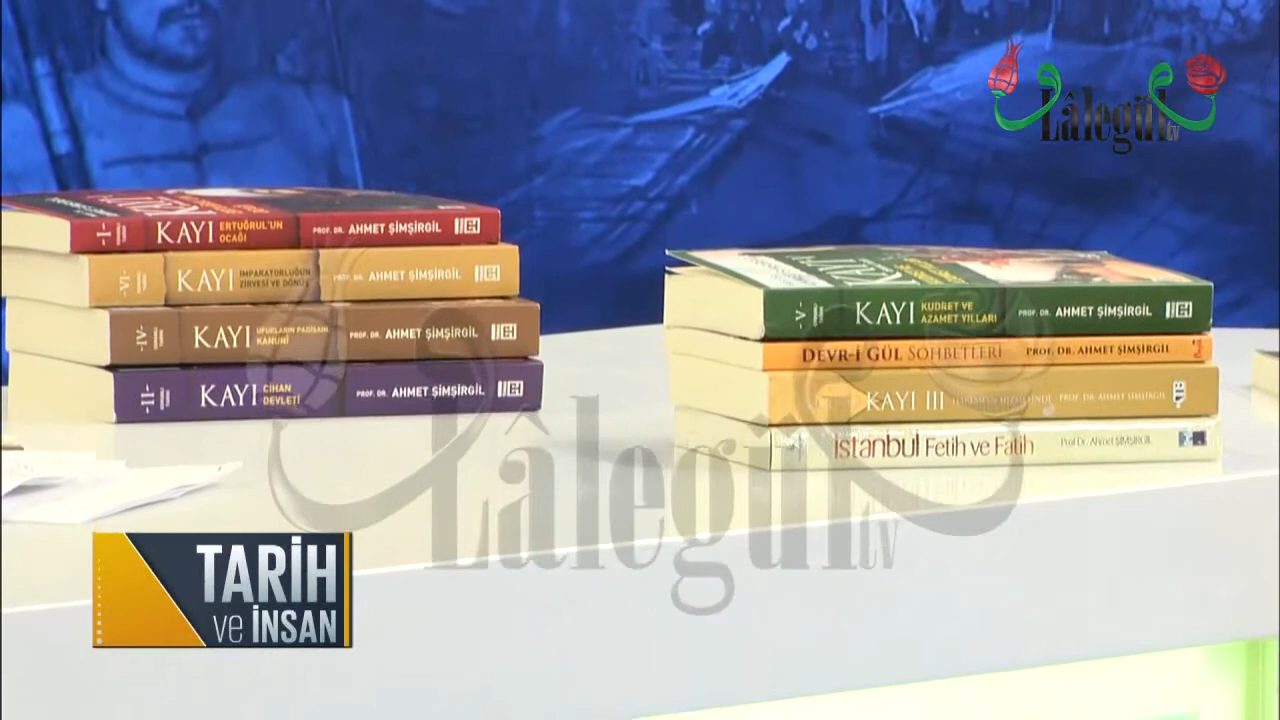 Lâlegül tv
-I-
KAYI
ERTUĞRUL'UN
OCAĞI
PROF. DR. AHMET ŞİMŞİRGİL
-VI-
KAYI
İMPARATORLUĞUN
ZİRVESİ VE DÖNÜŞ
PROF. DR. AHMET ŞİMŞİRGİL
-IV-
KAYI
UFUKLARIN PADİŞAHI
KANUNİ
PROF. DR. AHMET ŞİMŞİRGİL
-II-
KAYI
CİHAN
DEVLETİ
PROF. DR. AHMET ŞİMŞİRGİL
-V-
KAYI
KUDRET VE
AZAMET YILLARI
PROF. DR. AHMET ŞİMŞİRGİL
DEVR-İ GÜL SOHBETLERİ PROF. DR. AHMET ŞİMŞİRGİL
KAYI III
PROF. DR. AHMET ŞİMŞİRGİL
istanbul Fetih ve Fatih Prof Dr. Ahmet ŞİMŞİRGİL
Lâlegül tv
TARİH
ve İNSAN